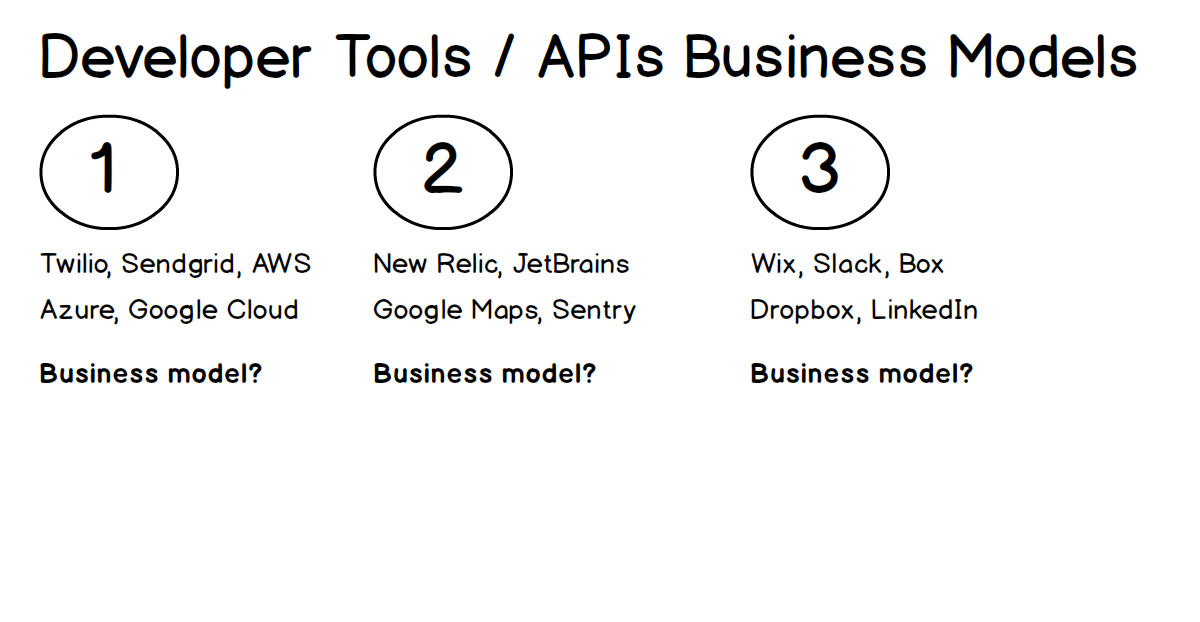 Developer Tools / APIs Business Models
1
Twilio, Sendgrid, AWS
Azure, Google Cloud
Business model?
2
New Relic, JetBrains
Google Maps, Sentry
Business model?
3
Wix, Slack, Box
Dropbox, LinkedIn
Business model?